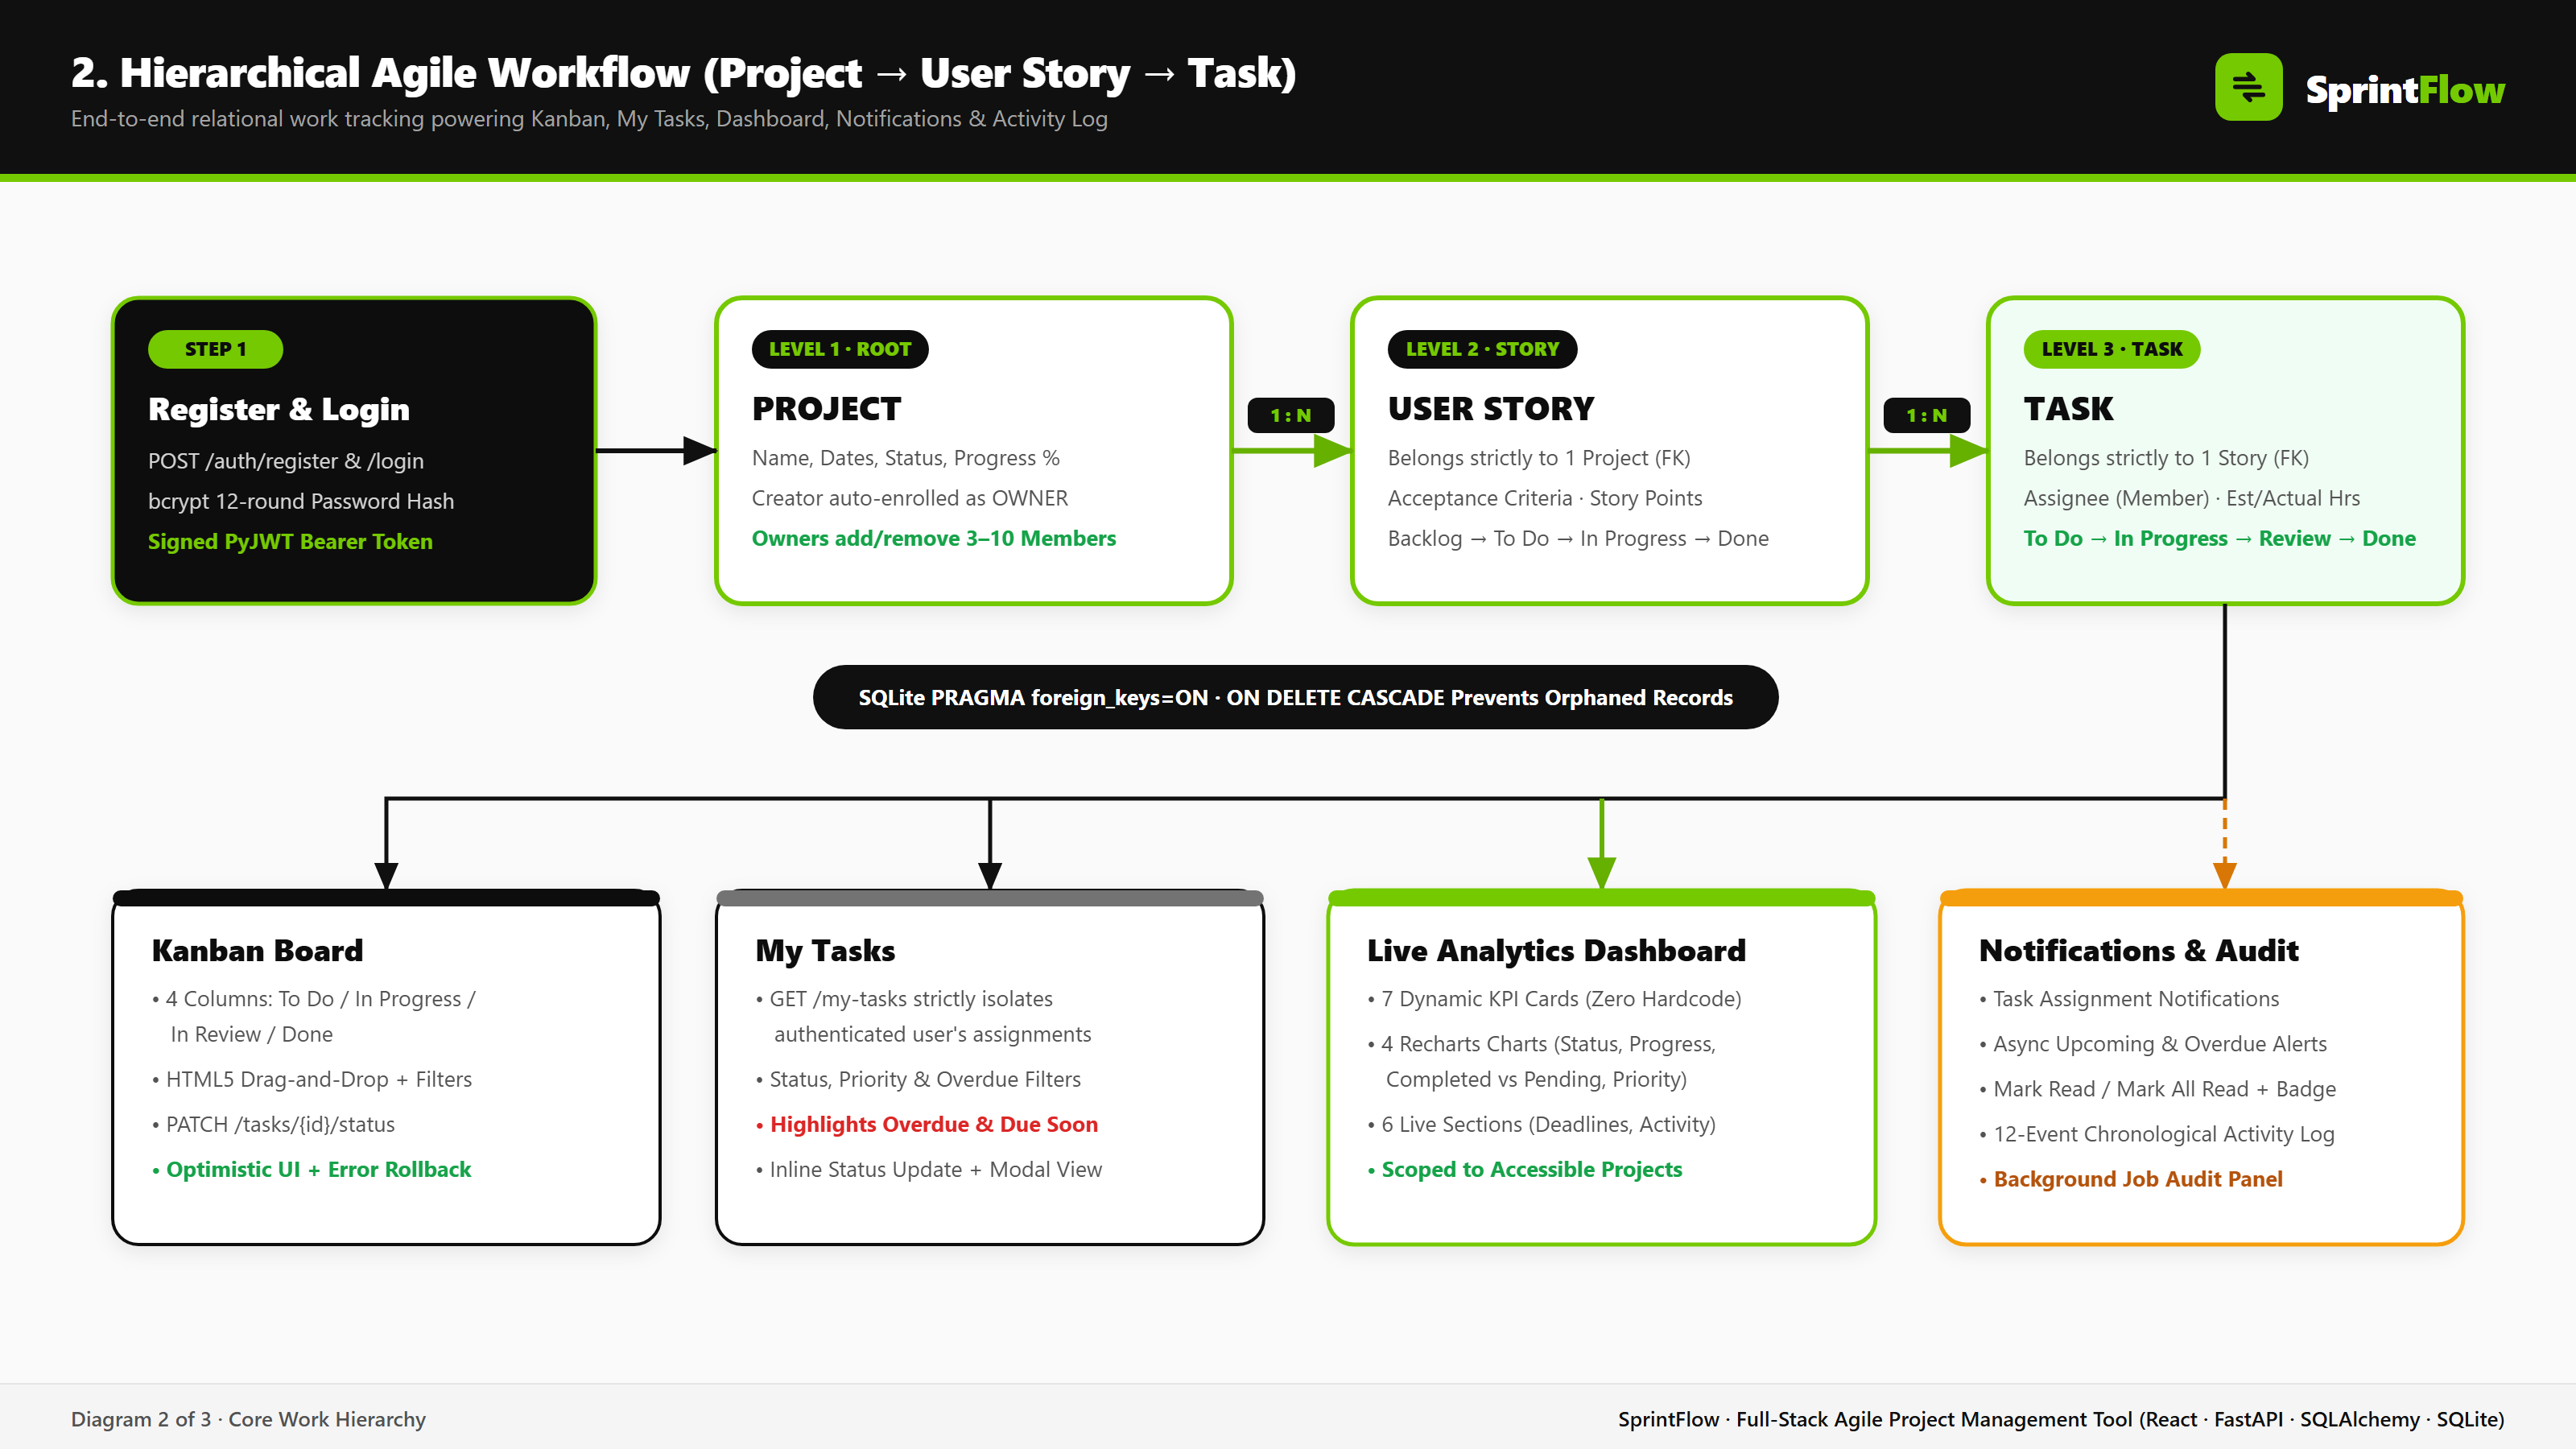 2. Hierarchical Agile Workflow (Project → User Story → Task)
End-to-end relational work tracking powering Kanban, My Tasks, Dashboard, Notifications & Activity Log
SprintFlow
STEP 1
Register & Login
POST /auth/register & /login
bcrypt 12-round Password Hash
Signed PyJWT Bearer Token
LEVEL 1 · ROOT
PROJECT
Name, Dates, Status, Progress %
Creator auto-enrolled as OWNER
Owners add/remove 3–10 Members
1 : N
LEVEL 2 · STORY
USER STORY
Belongs strictly to 1 Project (FK)
Acceptance Criteria · Story Points
Backlog → To Do → In Progress → Done
1 : N
LEVEL 3 · TASK
TASK
Belongs strictly to 1 Story (FK)
Assignee (Member) · Est/Actual Hrs
To Do → In Progress → Review → Done
SQLite PRAGMA foreign_keys=ON · ON DELETE CASCADE Prevents Orphaned Records
Kanban Board
• 4 Columns: To Do / In Progress /
In Review / Done
• HTML5 Drag-and-Drop + Filters
• PATCH /tasks/{id}/status
• Optimistic UI + Error Rollback
My Tasks
• GET /my-tasks strictly isolates
authenticated user's assignments
• Status, Priority & Overdue Filters
• Highlights Overdue & Due Soon
• Inline Status Update + Modal View
Live Analytics Dashboard
• 7 Dynamic KPI Cards (Zero Hardcode)
• 4 Recharts Charts (Status, Progress,
Completed vs Pending, Priority)
• 6 Live Sections (Deadlines, Activity)
• Scoped to Accessible Projects
Notifications & Audit
• Task Assignment Notifications
• Async Upcoming & Overdue Alerts
• Mark Read / Mark All Read + Badge
• 12-Event Chronological Activity Log
• Background Job Audit Panel
Diagram 2 of 3 · Core Work Hierarchy
SprintFlow · Full-Stack Agile Project Management Tool (React · FastAPI · SQLAlchemy · SQLite)